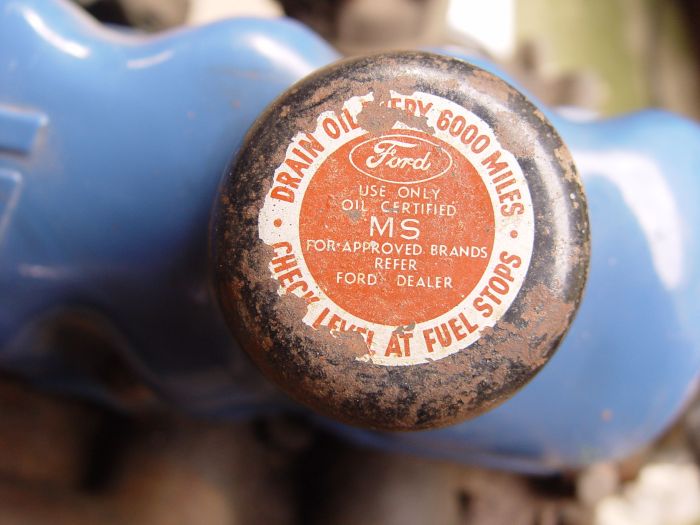 DRAIN OIL EVERY 6000 MILES
Ford
USE ONLY
OIL CERTIFIED
MS
FOR APPROVED BRANDS
REFER
FORD DEALER
CHECK LEVEL AT FUEL STOPS